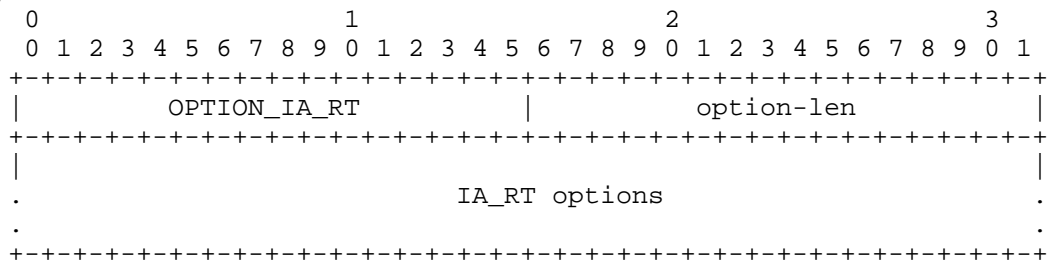 0                   1                   2                   3
 0 1 2 3 4 5 6 7 8 9 0 1 2 3 4 5 6 7 8 9 0 1 2 3 4 5 6 7 8 9 0 1
+-+-+-+-+-+-+-+-+-+-+-+-+-+-+-+-+-+-+-+-+-+-+-+-+-+-+-+-+-+-+-+-+
|         OPTION_IA_RT          |          option-len           |
+-+-+-+-+-+-+-+-+-+-+-+-+-+-+-+-+-+-+-+-+-+-+-+-+-+-+-+-+-+-+-+-+
|                                                               |
.                           IA_RT options                       .
.                                                               .
+-+-+-+-+-+-+-+-+-+-+-+-+-+-+-+-+-+-+-+-+-+-+-+-+-+-+-+-+-+-+-+-+